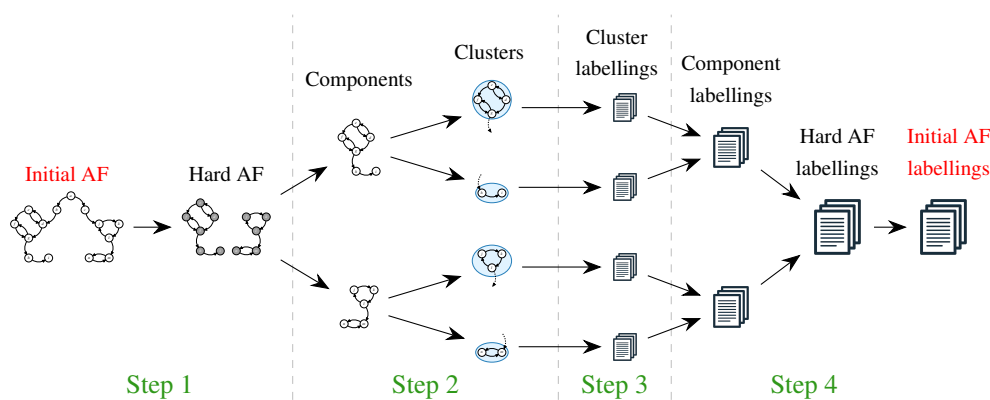 Initial AF
Hard AF
Components
Clusters
Cluster
labellings
Component
labellings
Hard AF
labellings
Initial AF
labellings
Step 1
Step 2
Step 3
Step 4